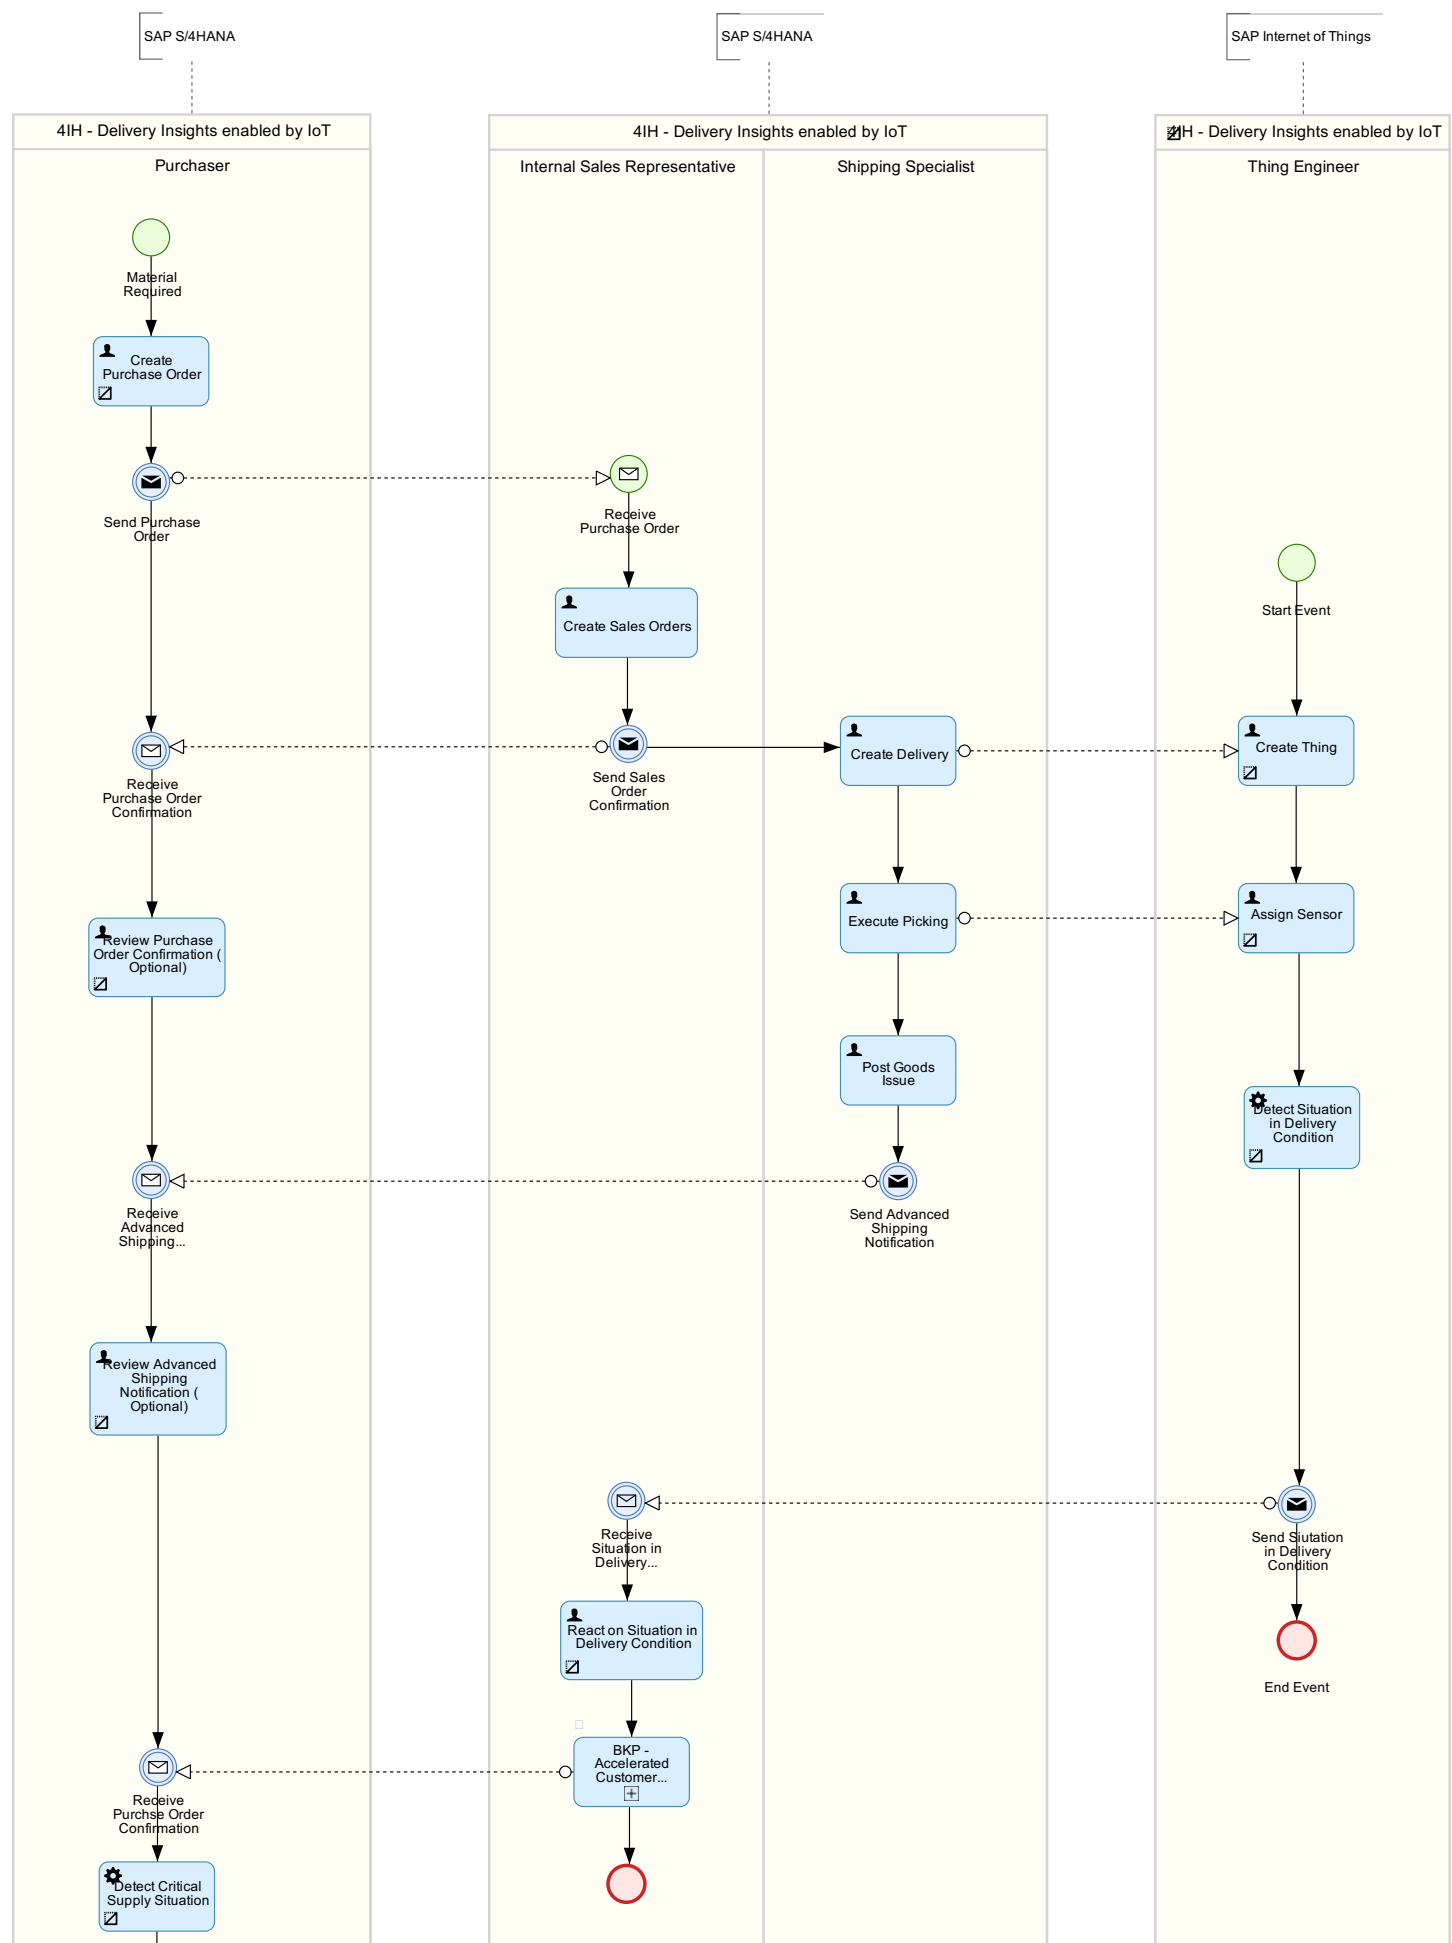 SAP S/4HANA
SAP S/4HANA
SAP Internet of Things
4IH - Delivery Insights enabled by IoT
4IH - Delivery Insights enabled by IoT
4IH - Delivery Insights enabled by IoT
Purchaser
Internal Sales Representative
Shipping Specialist
Thing Engineer
Material
Required
Create
Purchase Order
Send Purchase
Order
Receive
Purchase Order
Start Event
Create Sales Orders
Receive
Purchase Order
Confirmation
Send Sales
Order
Confirmation
Create Delivery
Create Thing
Review Purchase
Order Confirmation (
Optional)
Execute Picking
Assign Sensor
Post Goods
Issue
Detect Situation
in Delivery
Condition
Receive
Advanced
Shipping...
Send Advanced
Shipping
Notification
Review Advanced
Shipping
Notification (
Optional)
Receive
Situation in
Delivery...
Send Siutation
in Delivery
Condition
React on Situation in
Delivery Condition
End Event
BKP -
Accelerated
Customer...
Receive
Purchse Order
Confirmation
Detect Critical
Supply Situation